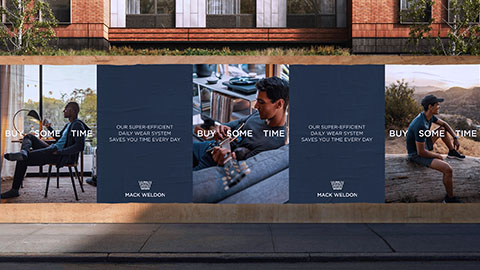 BUY SOME TIME
OUR SUPER-EFFICIENT
DAILY WEAR SYSTEM
SAVES YOU TIME EVERY DAY
MACK WELDON
BUY SOME TIME
OUR SUPER-EFFICIENT
DAILY WEAR SYSTEM
SAVES YOU TIME EVERY DAY
MACK WELDON
BUY SOME TIME